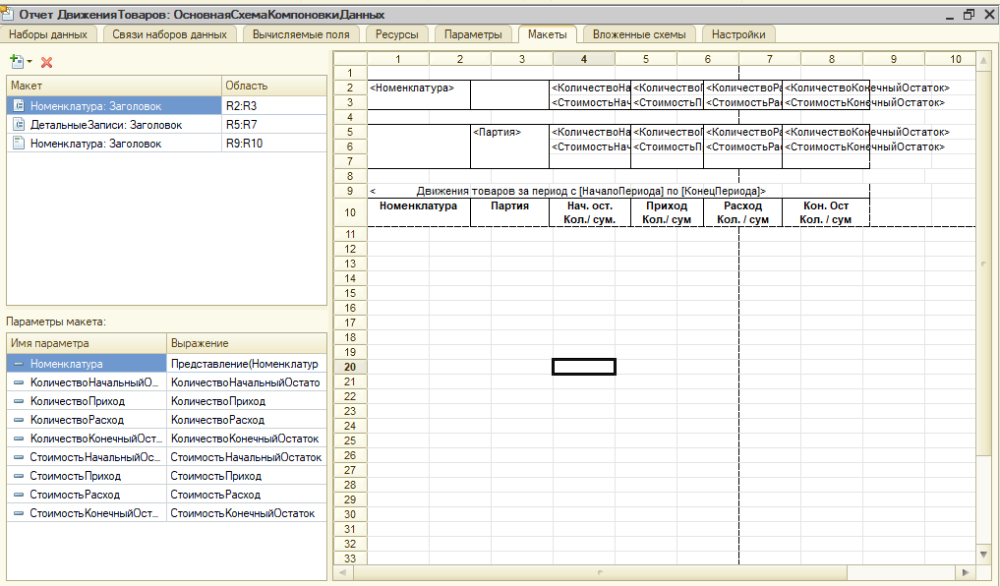 Отчет ДвиженияТоваров: ОсновнаяСхемаКомпоновкиДанных
Наборы данных Связи наборов данных Вычисляемые поля Ресурсы Параметры Макеты Вложенные схемы Настройки
Макет Область
Номенклатура: Заголовок R2:R3
ДетальныеЗаписи: Заголовок R5:R7
Номенклатура: Заголовок R9:R10
Параметры макета:
Имя параметра Выражение
Номенклатура Представление(Номенклатур
КоличествоНачальныйО... КоличествоНачальныйОстато
КоличествоПриход КоличествоПриход
КоличествоРасход КоличествоРасход
КоличествоКонечныйОст... КоличествоКонечныйОстаток
СтоимостьНачальныйОс... СтоимостьНачальныйОстаток
СтоимостьПриход СтоимостьПриход
СтоимостьРасход СтоимостьРасход
СтоимостьКонечныйОст... СтоимостьКонечныйОстаток
1 2 3 4 5 6 7 8 9 10
1
2 <Номенклатура> <КоличествоНа <КоличествоП <КоличествоРа <КоличествоКонечныйОстаток>
3 <СтоимостьНач <СтоимостьП <СтоимостьРас <СтоимостьКонечныйОстаток>
4
5 <Партия> <КоличествоНа <КоличествоП <КоличествоРа <КоличествоКонечныйОстаток>
6 <СтоимостьНач <СтоимостьП <СтоимостьРас <СтоимостьКонечныйОстаток>
7
8
9 < Движения товаров за период с [НачалоПериода] по [КонецПериода]>
10 Номенклатура Партия Нач. ост. Приход Расход Кон. Ост
Кол./ сум. Кол./ сум Кол. / сум Кол. / сум
11
12
13
14
15
16
17
18
19
20
21
22
23
24
25
26
27
28
29
30
31
32
33